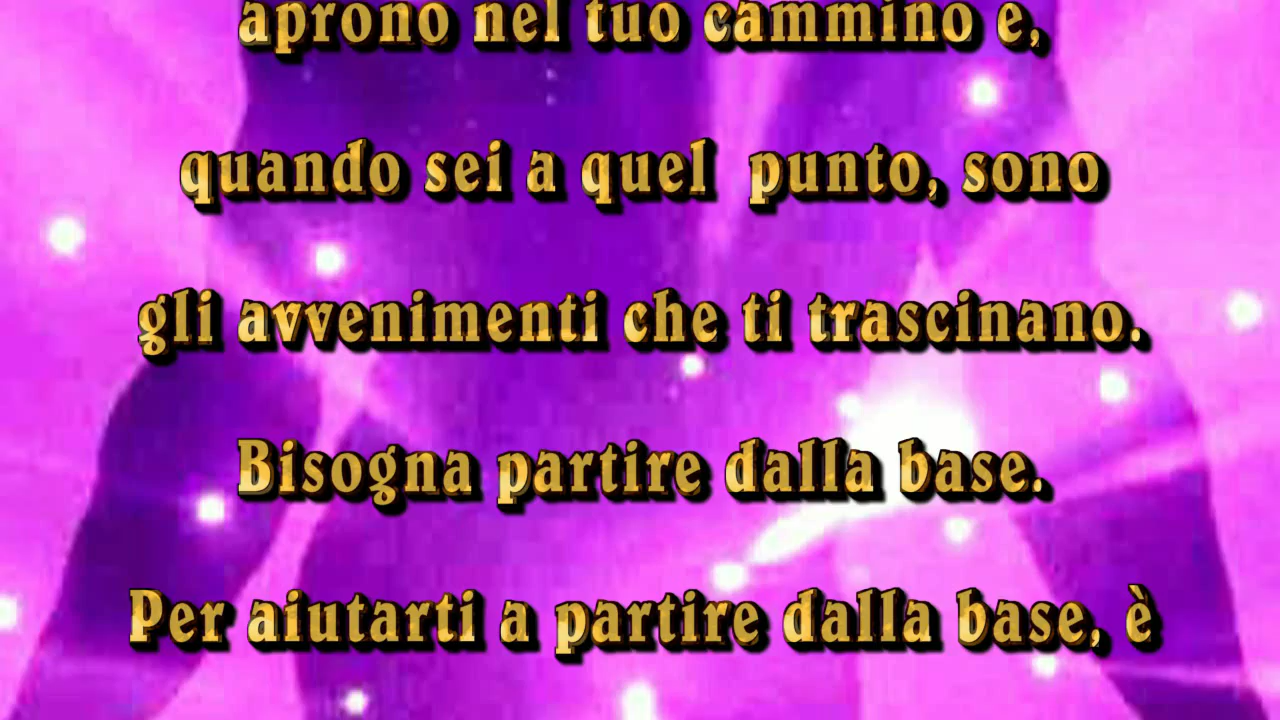 aprono nel tuo cammino e,
quando sei a quel punto, sono
gli avvenimenti che ti trascinano.
Bisogna partire dalla base.
Per aiutarti a partire dalla base, è